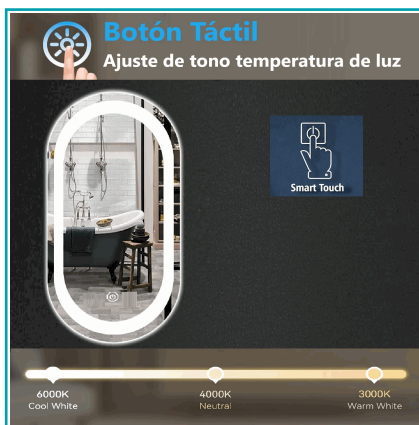 Botón Táctil
Ajuste de tono temperatura de luz
Smart Touch
6000K
Cool White
4000K
Neutral
3000K
Warm White